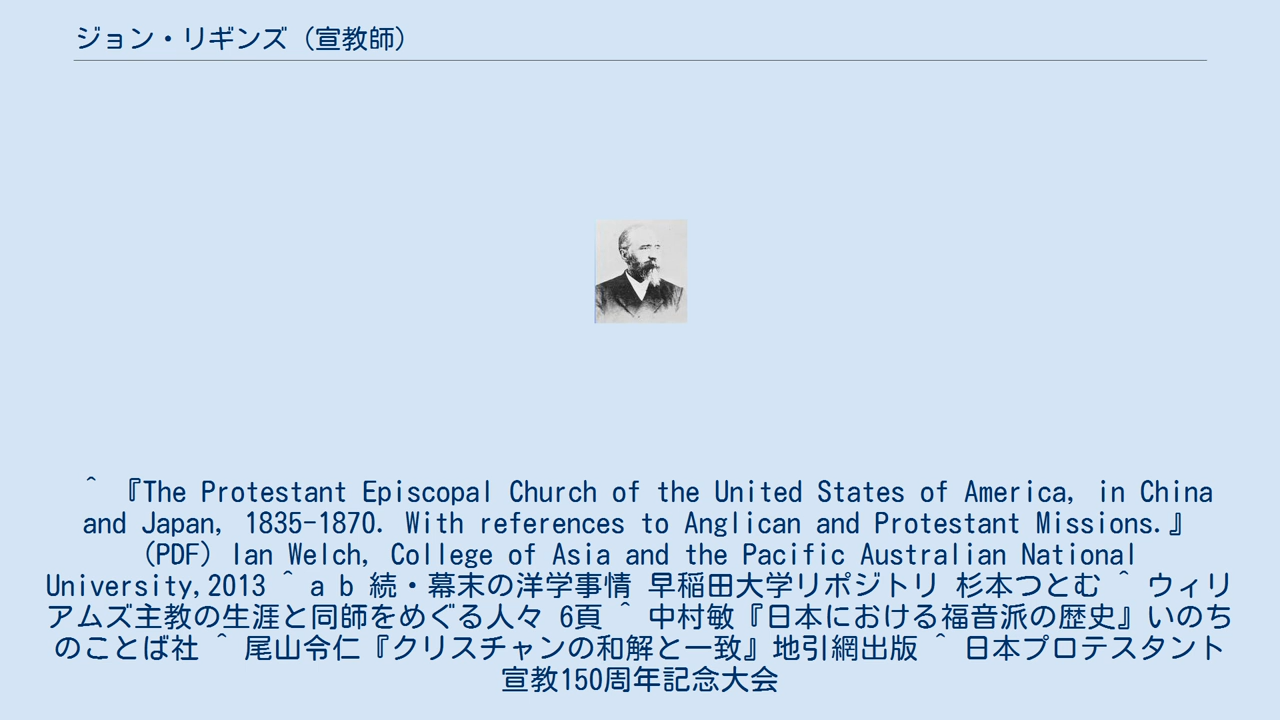 ジョン・リギンズ（宣教師）
^ 『The Protestant Episcopal Church of the United States of America, in China
and Japan, 1835-1870. With references to Anglican and Protestant Missions.』
（PDF）Ian Welch, College of Asia and the Pacific Australian National
University,2013 ^ a b 続・幕末の洋学事情 早稲田大学リポジトリ 杉本つとむ ^ ウィリ
アムズ主教の生涯と同師をめぐる人々 6頁 ^ 中村敏『日本における福音派の歴史』いのち
のことば社 ^ 尾山令仁『クリスチャンの和解と一致』地引網出版 ^ 日本プロテスタント
宣教150周年記念大会